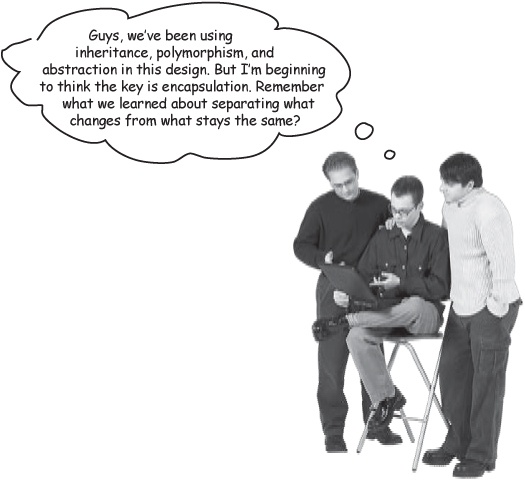 Guys, we've been using
inheritance, polymorphism, and
abstraction in this design. But I'm beginning
to think the key is encapsulation. Remember
what we learned about separating what
changes from what stays the same?